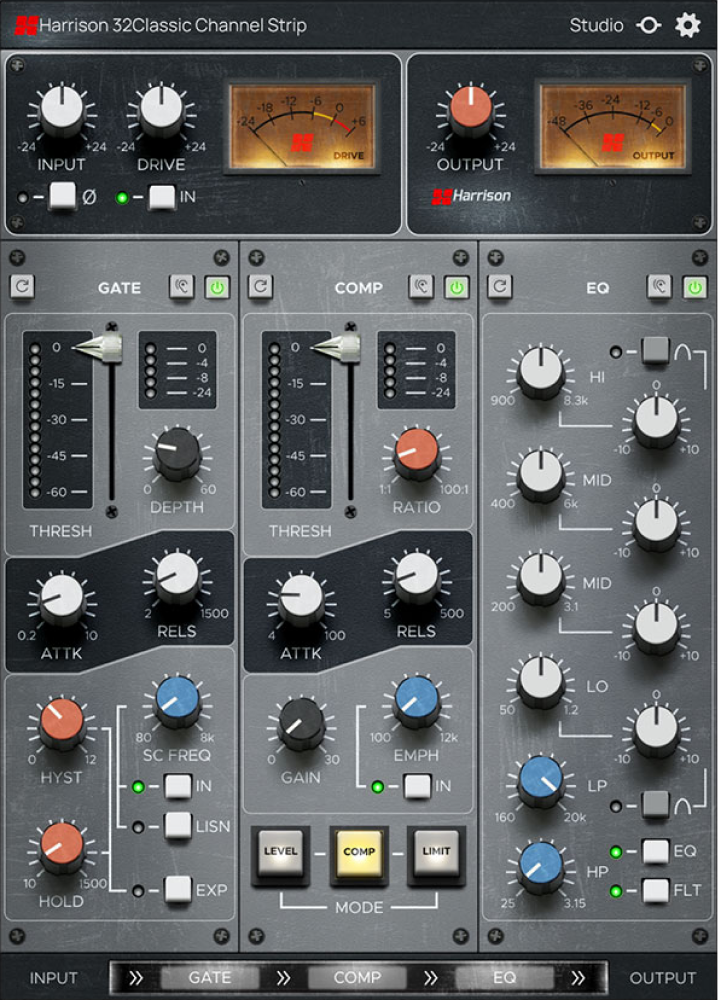 Harrison 32Classic Channel Strip
Studio
-24 -18 -12 -6 0 +6
DRIVE
-48 -36 -24 -12 -6 0
OUTPUT
-24 +24
INPUT
-24 +24
DRIVE
-24 +24
OUTPUT
Ø
IN
Harrison
GATE
0
-15
-30
-45
-60
THRESH
0
-4
-8
-24
0 60
DEPTH
0.2 10
ATTK
2 1500
RELS
0 12
HYST
80 8k
SC FREQ
IN
LISN
10 1500
HOLD
EXP
COMP
0
-15
-30
-45
-60
THRESH
0
-4
-8
-24
1:1 100:1
RATIO
4 100
ATTK
5 500
RELS
0 30
GAIN
100 12k
EMPH
IN
LEVEL
COMP
LIMIT
MODE
EQ
HI
900 8.3k
0
-10 +10
MID
400 6k
0
-10 +10
MID
200 3.1
0
-10 +10
LO
50 1.2
0
-10 +10
LP
160 20k
HP
25 3.15
EQ
FLT
INPUT
GATE
COMP
EQ
OUTPUT